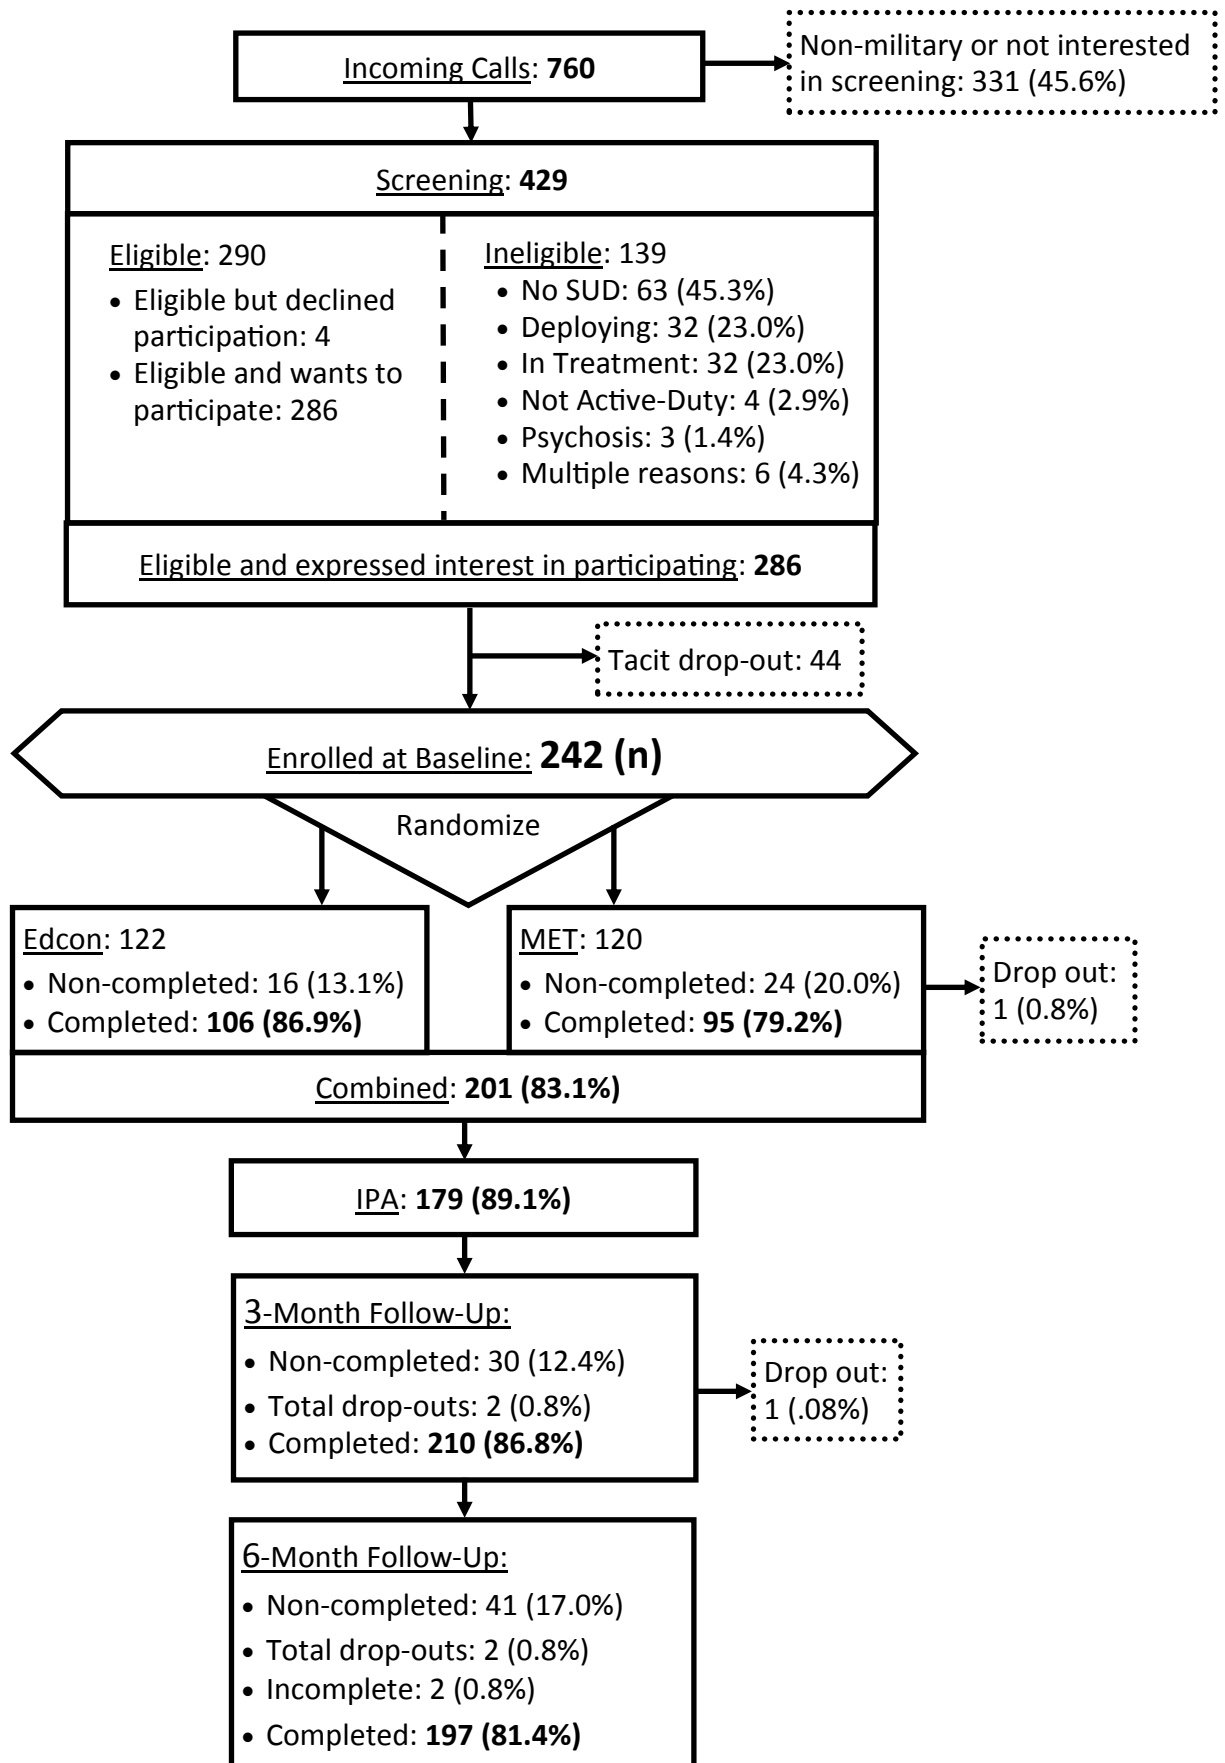 Incoming Calls: 760
Non-military or not interested
in screening: 331 (45.6%)
Screening: 429
Eligible: 290
• Eligible but declined
participation: 4
• Eligible and wants to
participate: 286
Ineligible: 139
• No SUD: 63 (45.3%)
• Deploying: 32 (23.0%)
• In Treatment: 32 (23.0%)
• Not Active-Duty: 4 (2.9%)
• Psychosis: 3 (1.4%)
• Multiple reasons: 6 (4.3%)
Eligible and expressed interest in participating: 286
Tacit drop-out: 44
Enrolled at Baseline: 242 (n)
Randomize
Edcon: 122
• Non-completed: 16 (13.1%)
• Completed: 106 (86.9%)
MET: 120
• Non-completed: 24 (20.0%)
• Completed: 95 (79.2%)
Drop out:
1 (0.8%)
Combined: 201 (83.1%)
IPA: 179 (89.1%)
3-Month Follow-Up:
• Non-completed: 30 (12.4%)
• Total drop-outs: 2 (0.8%)
• Completed: 210 (86.8%)
Drop out:
1 (.08%)
6-Month Follow-Up:
• Non-completed: 41 (17.0%)
• Total drop-outs: 2 (0.8%)
• Incomplete: 2 (0.8%)
• Completed: 197 (81.4%)